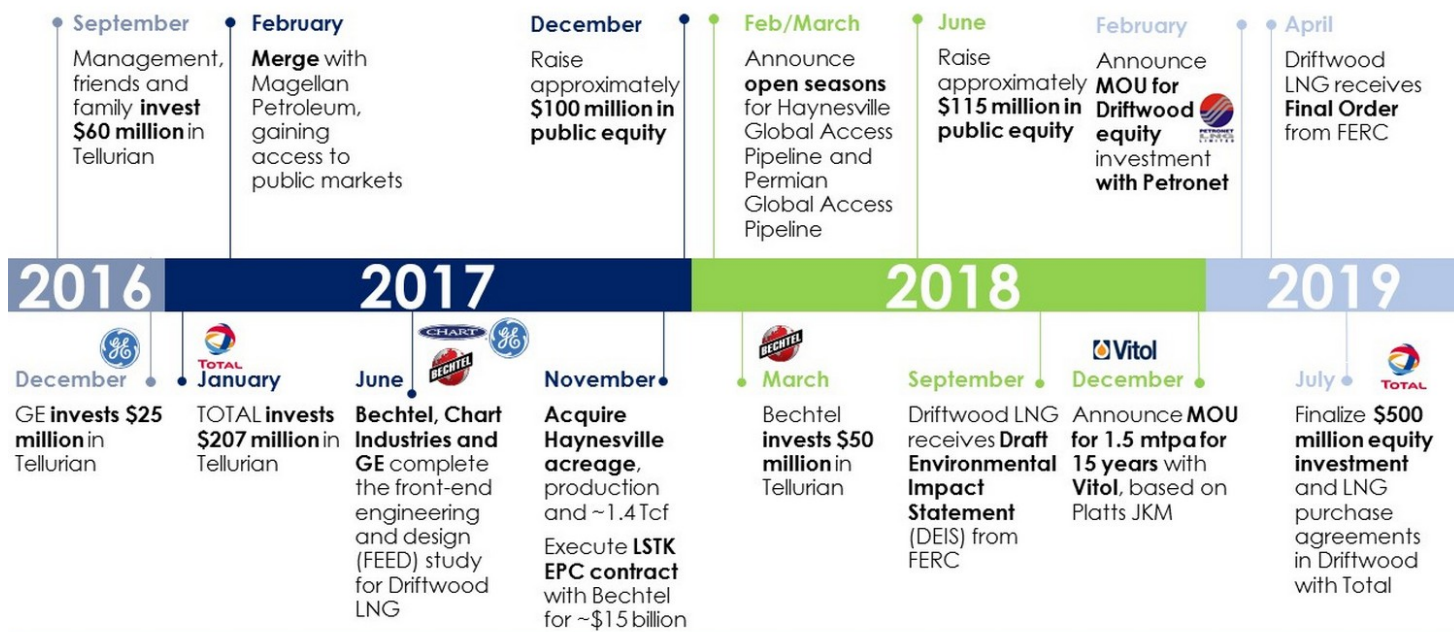 September
Management,
friends and
family invest
$60 million in
Tellurian
February
Merge with
Magellan
Petroleum,
gaining
access to
public markets
December
Raise
approximately
$100 million in
public equity
Feb/March
Announce
open seasons
for Haynesville
Global Access
Pipeline and
Permian
Global Access
Pipeline
June
Raise
approximately
$115 million in
public equity
February
Announce
MOU for
Driftwood
equity
investment
with Petronet
PETRONET
LNG
LIMITED
April
Driftwood
LNG receives
Final Order
from FERC
2016
2017
2018
2019
GE
December
GE invests $25
million in
Tellurian
TOTAL
January
TOTAL invests
$207 million in
Tellurian
CHART
GE
BECHTEL
June
Bechtel, Chart
Industries and
GE complete
the front-end
engineering
and design
(FEED) study
for Driftwood
LNG
November
Acquire
Haynesville
acreage,
production
and ~1.4 Tcf
Execute LSTK
EPC contract
with Bechtel
for ~$15 billion
BECHTEL
March
Bechtel
invests $50
million in
Tellurian
September
Driftwood LNG
receives Draft
Environmental
Impact
Statement
(DEIS) from
FERC
Vitol
December
Announce MOU
for 1.5 mtpa for
15 years with
Vitol, based on
Platts JKM
TOTAL
July
Finalize $500
million equity
investment
and LNG
purchase
agreements
in Driftwood
with Total